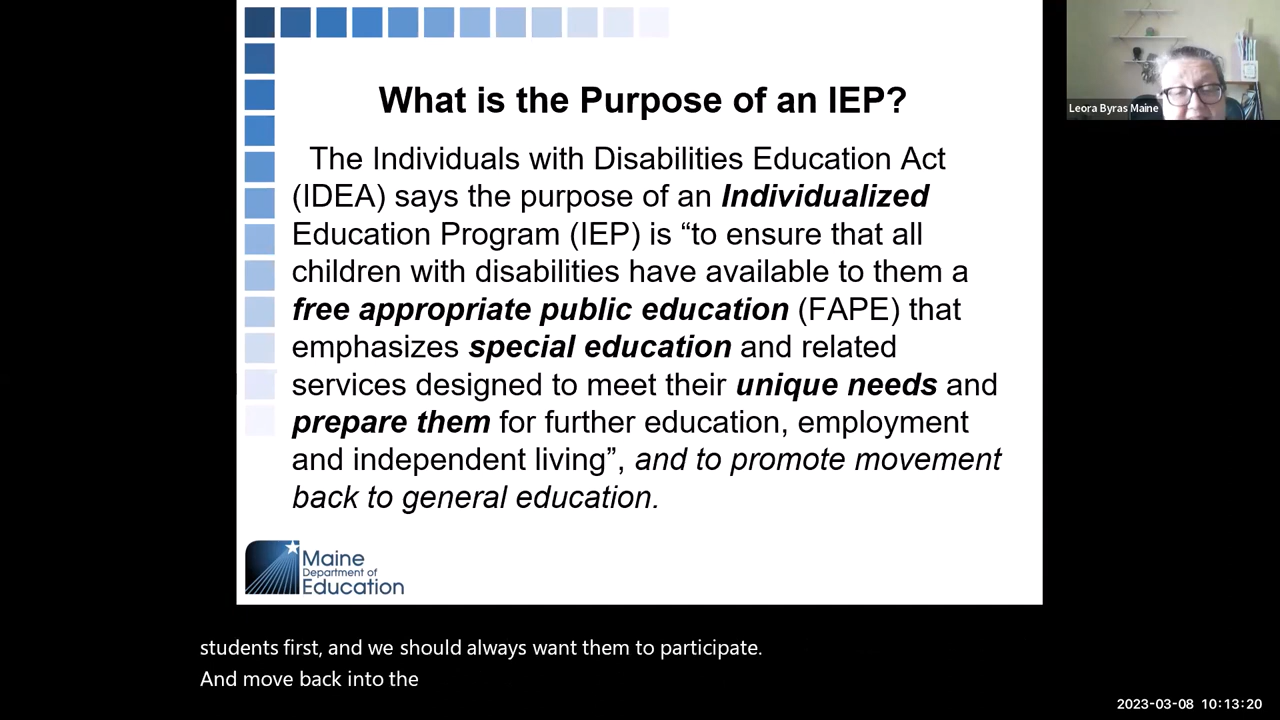 What is the Purpose of an IEP?
The Individuals with Disabilities Education Act
(IDEA) says the purpose of an Individualized
Education Program (IEP) is “to ensure that all
children with disabilities have available to them a
free appropriate public education (FAPE) that
emphasizes special education and related
services designed to meet their unique needs and
prepare them for further education, employment
and independent living”, and to promote movement
back to general education.
Maine
Department of
Education
Leora Byras Maine
students first, and we should always want them to participate.
And move back into the
2023-03-08 10:13:20